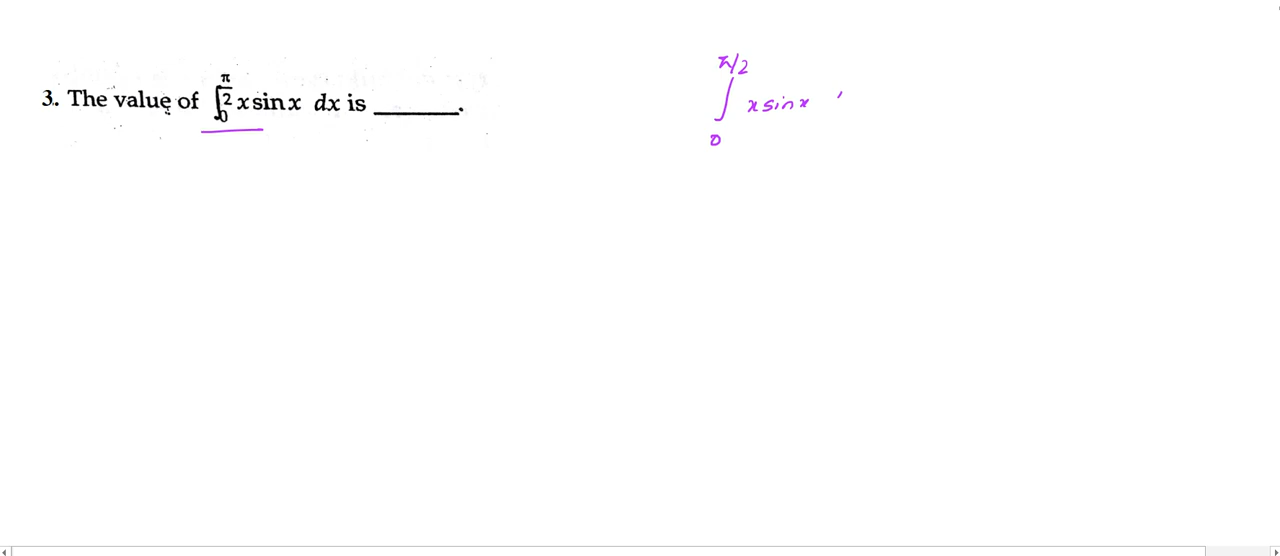 3. The value of ∫₀^(π/2) x sin x dx is ______.
π/2
∫ x sin x
0